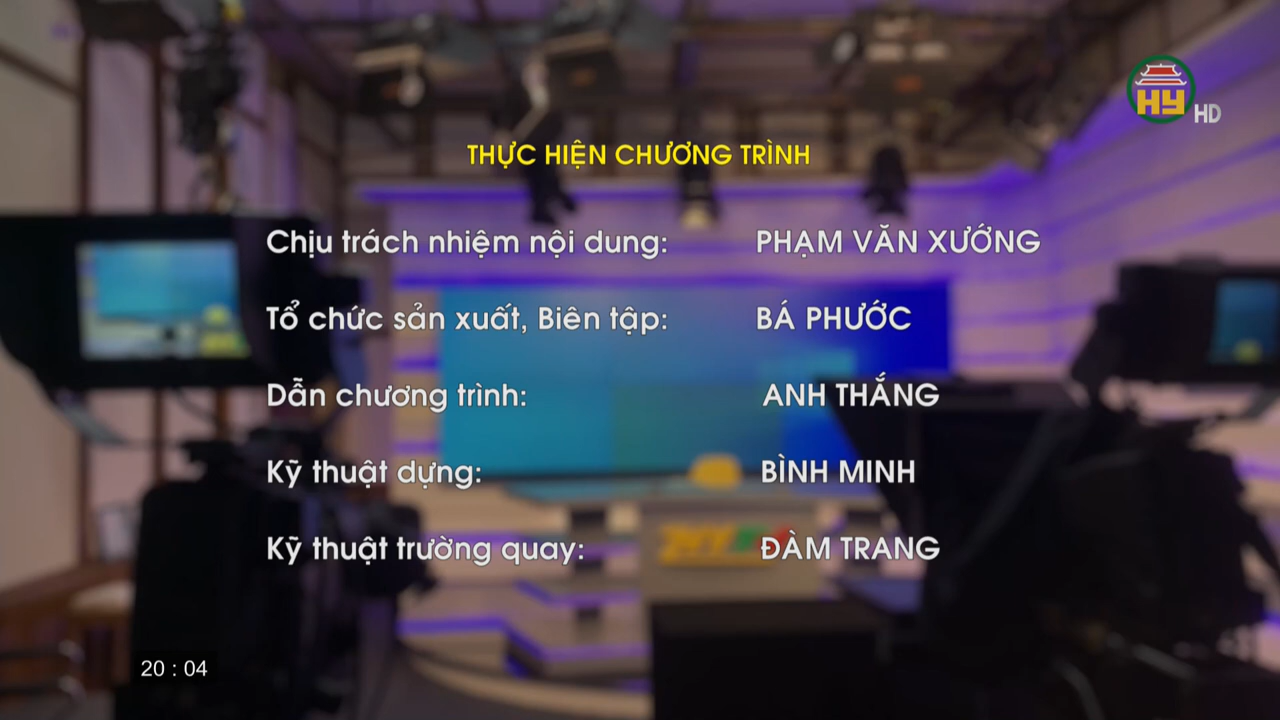 HY HD
THỰC HIỆN CHƯƠNG TRÌNH
Chịu trách nhiệm nội dung: PHẠM VĂN XƯỚNG
Tổ chức sản xuất, Biên tập: BÁ PHƯỚC
Dẫn chương trình: ANH THẮNG
Kỹ thuật dựng: BÌNH MINH
Kỹ thuật trường quay: ĐÀM TRANG
20 : 04